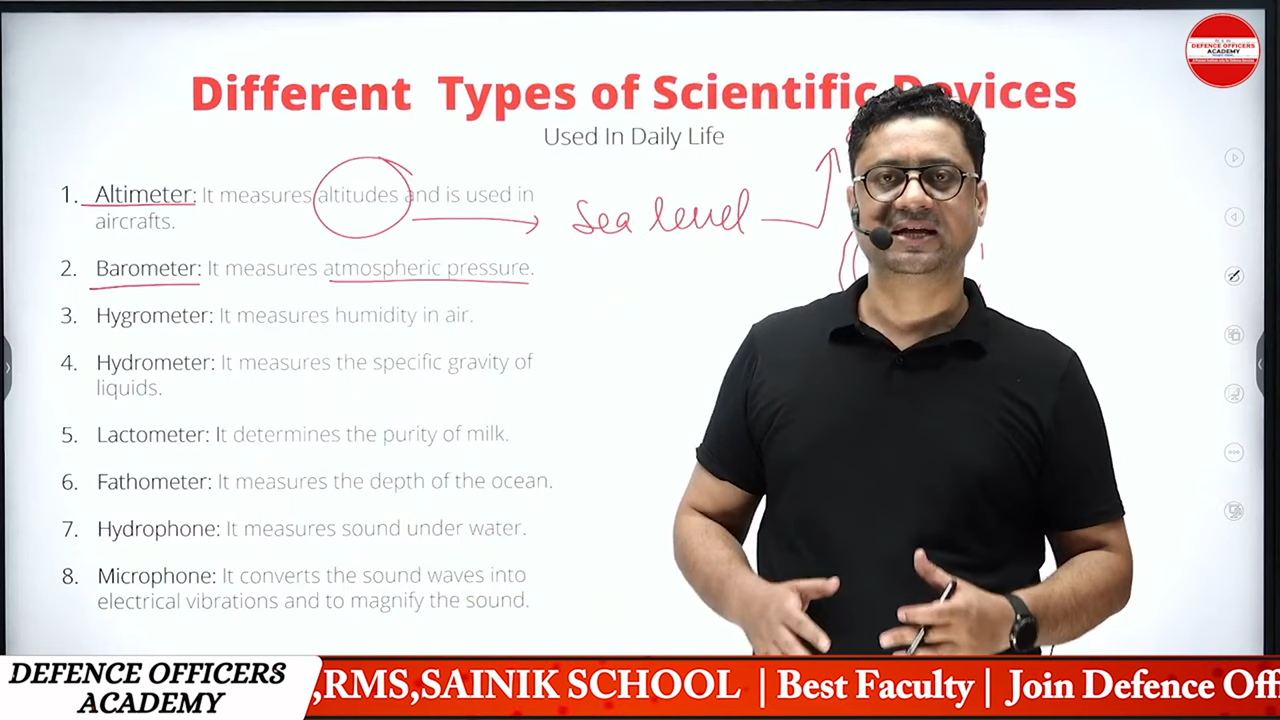 DEFENCE OFFICERS
ACADEMY
Different Types of Scientific Devices
Used In Daily Life
1. Altimeter: It measures altitudes and is used in
aircrafts.
Sea level
2. Barometer: It measures atmospheric pressure.
3. Hygrometer: It measures humidity in air.
4. Hydrometer: It measures the specific gravity of
liquids.
5. Lactometer: It determines the purity of milk.
6. Fathometer: It measures the depth of the ocean.
7. Hydrophone: It measures sound under water.
8. Microphone: It converts the sound waves into
electrical vibrations and to magnify the sound.
DEFENCE OFFICERS
ACADEMY
,RMS,SAINIK SCHOOL | Best Faculty | Join Defence Off